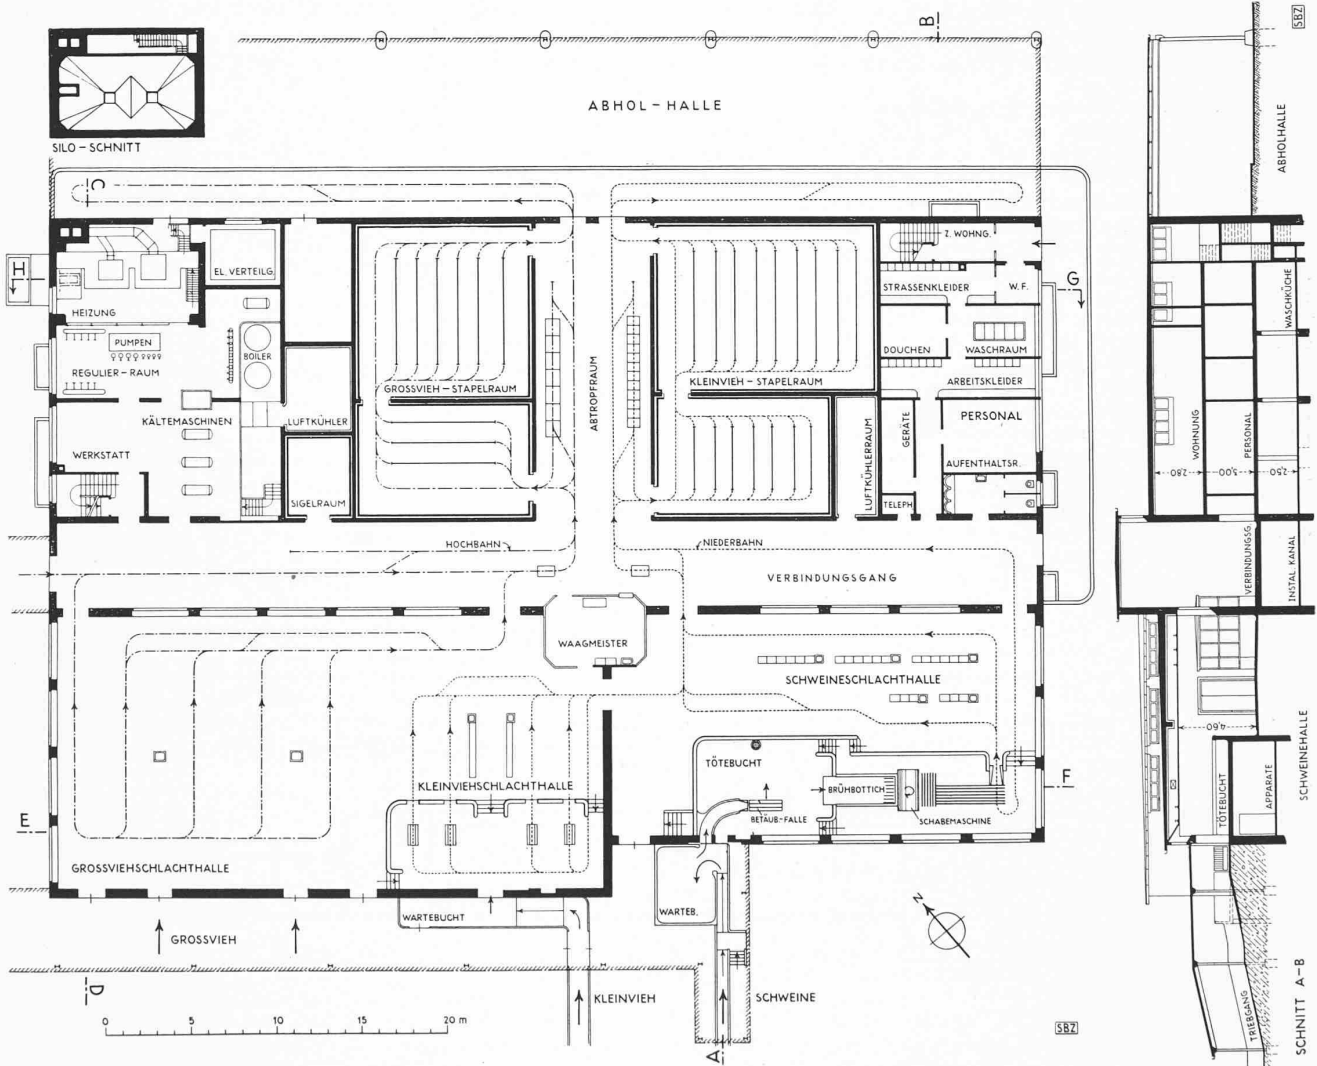 SBZ
B
ABHOL-HALLE
SILO-SCHNITT
C
ABHOLHALLE
H
EL. VERTEILG.
Z. WOHNG.
G
STRASSENKLEIDER
W.F.
HEIZUNG
PUMPEN
BOILER
REGULIER-RAUM
DOUCHEN
WASCHRAUM
WASCHKÜCHE
GROSSVIEH-STAPELRAUM
ABTROPFRAUM
KLEINVIEH-STAPELRAUM
ARBEITSKLEIDER
LUFTKÜHLER
KÄLTEMASCHINEN
GERÄTE
PERSONAL
WERKSTATT
LUFTKÜHLERRAUM
AUFENTHALTSR.
SIGELRAUM
TELEPH.
WOHNUNG
PERSONAL
2,80
3,00
2,50
HOCHBAHN
NIEDERBAHN
VERBINDUNGSGANG
VERBINDUNGSG.
INSTAL. KANAL
WAAGMEISTER
SCHWEINESCHLACHTHALLE
4,60
SCHWEINEHALLE
TÖTEBUCHT
KLEINVIEHSCHLACHTHALLE
BRÜHBOTTICH
F
BETÄUB.-FALLE
SCHABEMASCHINE
TÖTEBUCHT
APPARATE
E
GROSSVIEHSCHLACHTHALLE
WARTEBUCHT
WARTEB.
N
GROSSVIEH
D
KLEINVIEH
SCHWEINE
0 5 10 15 20 m
A
SBZ
TRIEBGANG
SCHNITT A-B